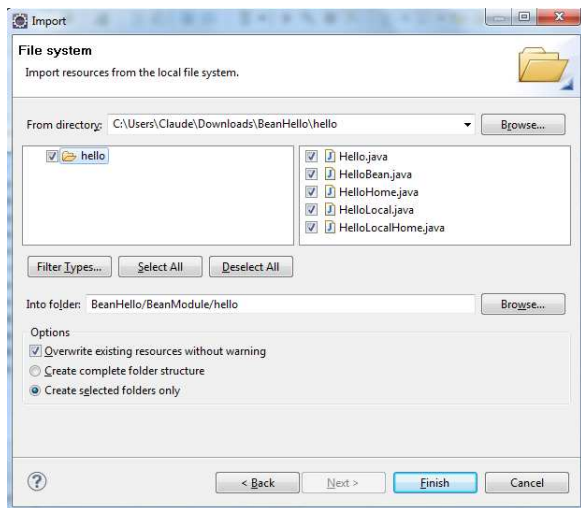 Import
File system
Import resources from the local file system.
From directory: C:\Users\Claude\Downloads\BeanHello\hello
Browse...
hello
Hello.java
HelloBean.java
HelloHome.java
HelloLocal.java
HelloLocalHome.java
Filter Types...
Select All
Deselect All
Into folder: BeanHello/BeanModule/hello
Browse...
Options
Overwrite existing resources without warning
Create complete folder structure
Create selected folders only
?
< Back
Next >
Finish
Cancel